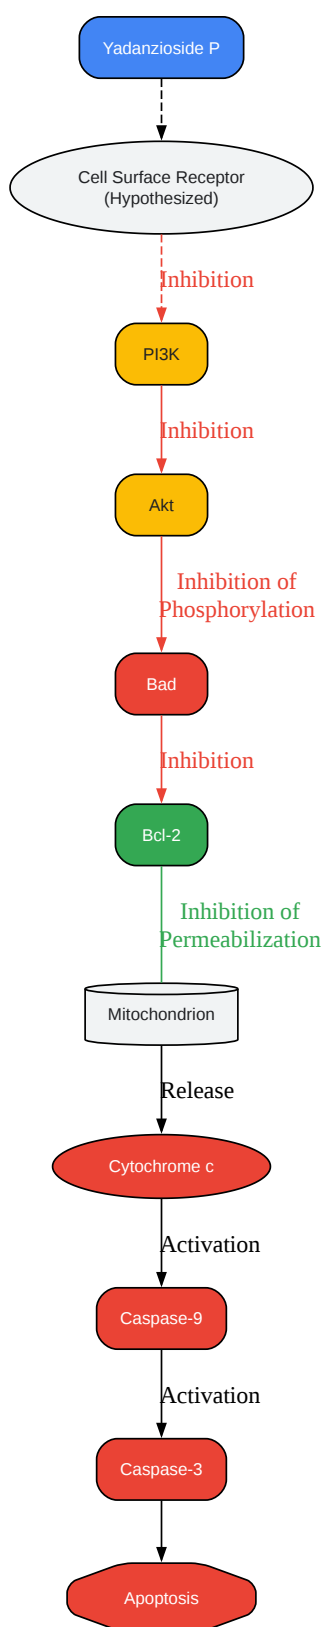 Yadanzioside P
Cell Surface Receptor
(Hypothesized)
Inhibition
PI3K
Inhibition
Akt
Inhibition of
Phosphorylation
Bad
Inhibition
Bcl-2
Inhibition of
Permeabilization
Mitochondrion
Release
Cytochrome c
Activation
Caspase-9
Activation
Caspase-3
Apoptosis